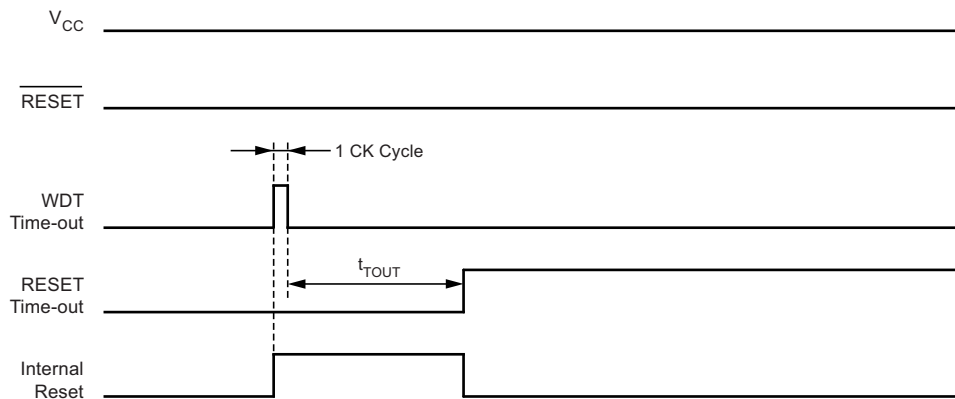 VCC
RESET
1 CK Cycle
WDT
Time-out
tTOUT
RESET
Time-out
Internal
Reset